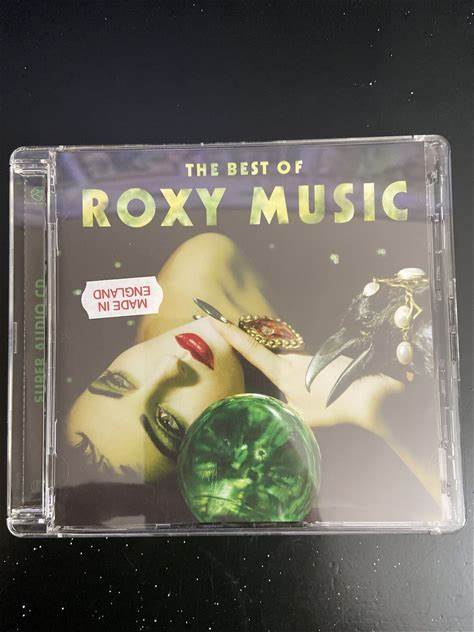 THE BEST OF
ROXY MUSIC
MADE IN
ENGLAND
SUPER AUDIO CD